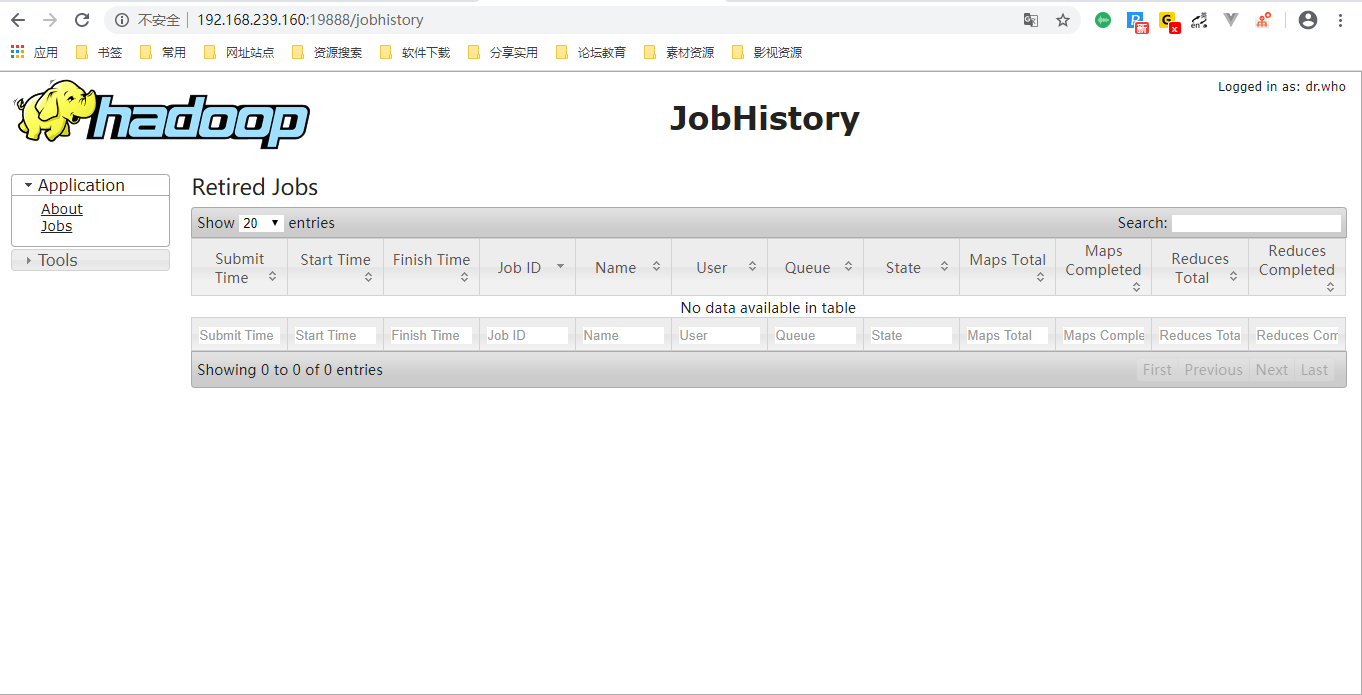 不安全 192.168.239.160:19888/jobhistory
应用 书签 常用 网址站点 资源搜索 软件下载 分享实用 论坛教育 素材资源 影视资源
Logged in as: dr.who
hadoop
JobHistory
Application
About
Jobs
Tools
Retired Jobs
Show 20 entries Search:
Submit Time Start Time Finish Time Job ID Name User Queue State Maps Total Maps Completed Reduces Total Reduces Completed
No data available in table
Submit Time Start Time Finish Time Job ID Name User Queue State Maps Total Maps Comple Reduces Tota Reduces Com
Showing 0 to 0 of 0 entries First Previous Next Last